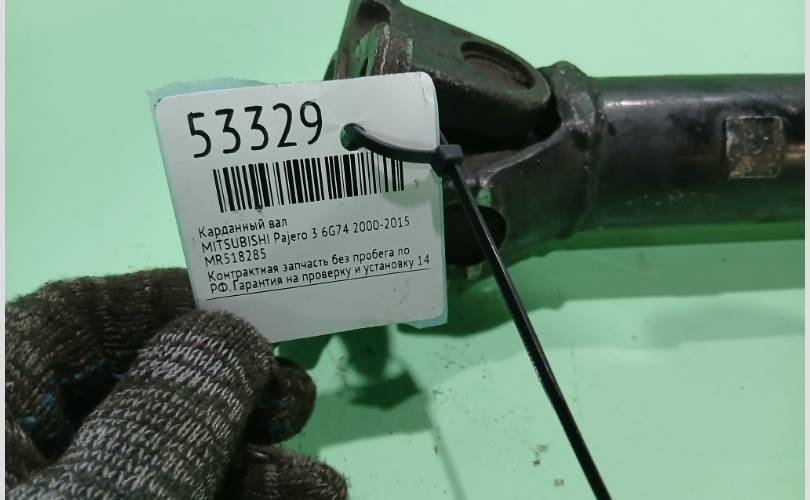 53329
Карданный вал
MITSUBISHI Pajero 3 6G74 2000-2015
MR518285
Контрактная запчасть без пробега по
РФ.Гарантия на проверку и установку 14